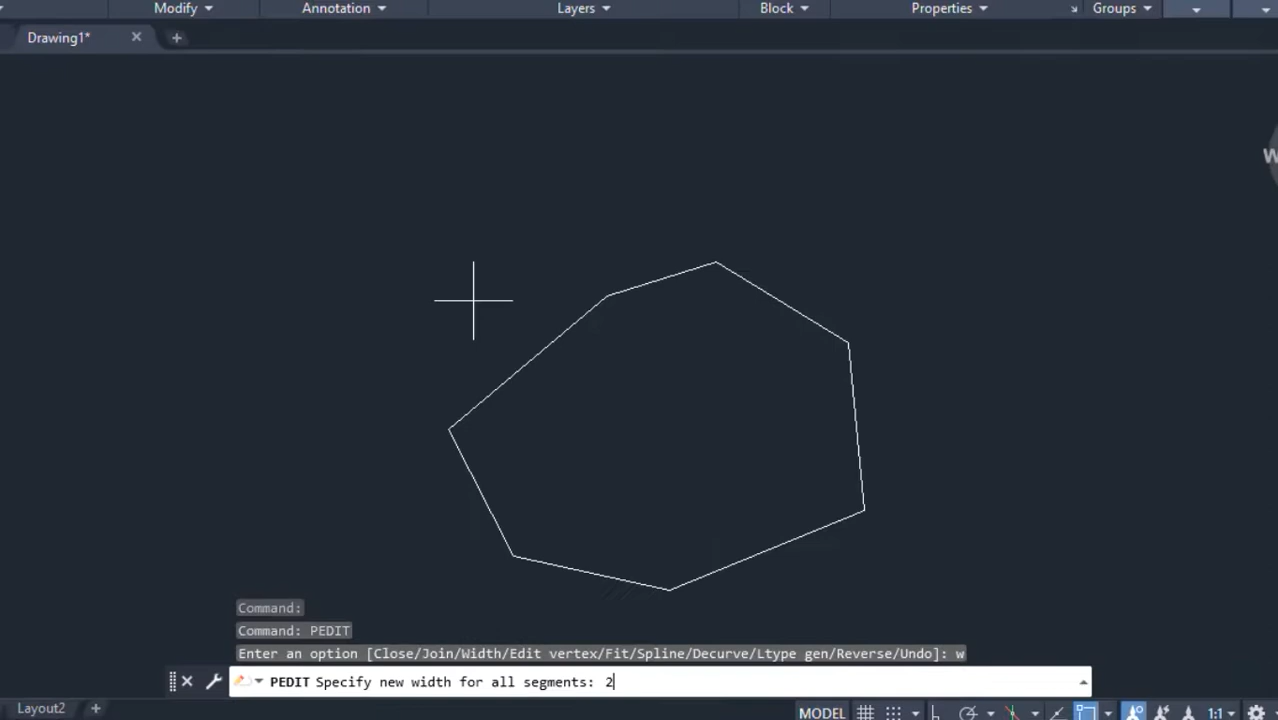 Modify Annotation Layers Block Properties Groups
Drawing1*
W
Command:
Command: PEDIT
Enter an option [Close/Join/Width/Edit vertex/Fit/Spline/Decurve/Ltype gen/Reverse/Undo]: w
PEDIT Specify new width for all segments: 2
Layout2 +
MODEL 1:1